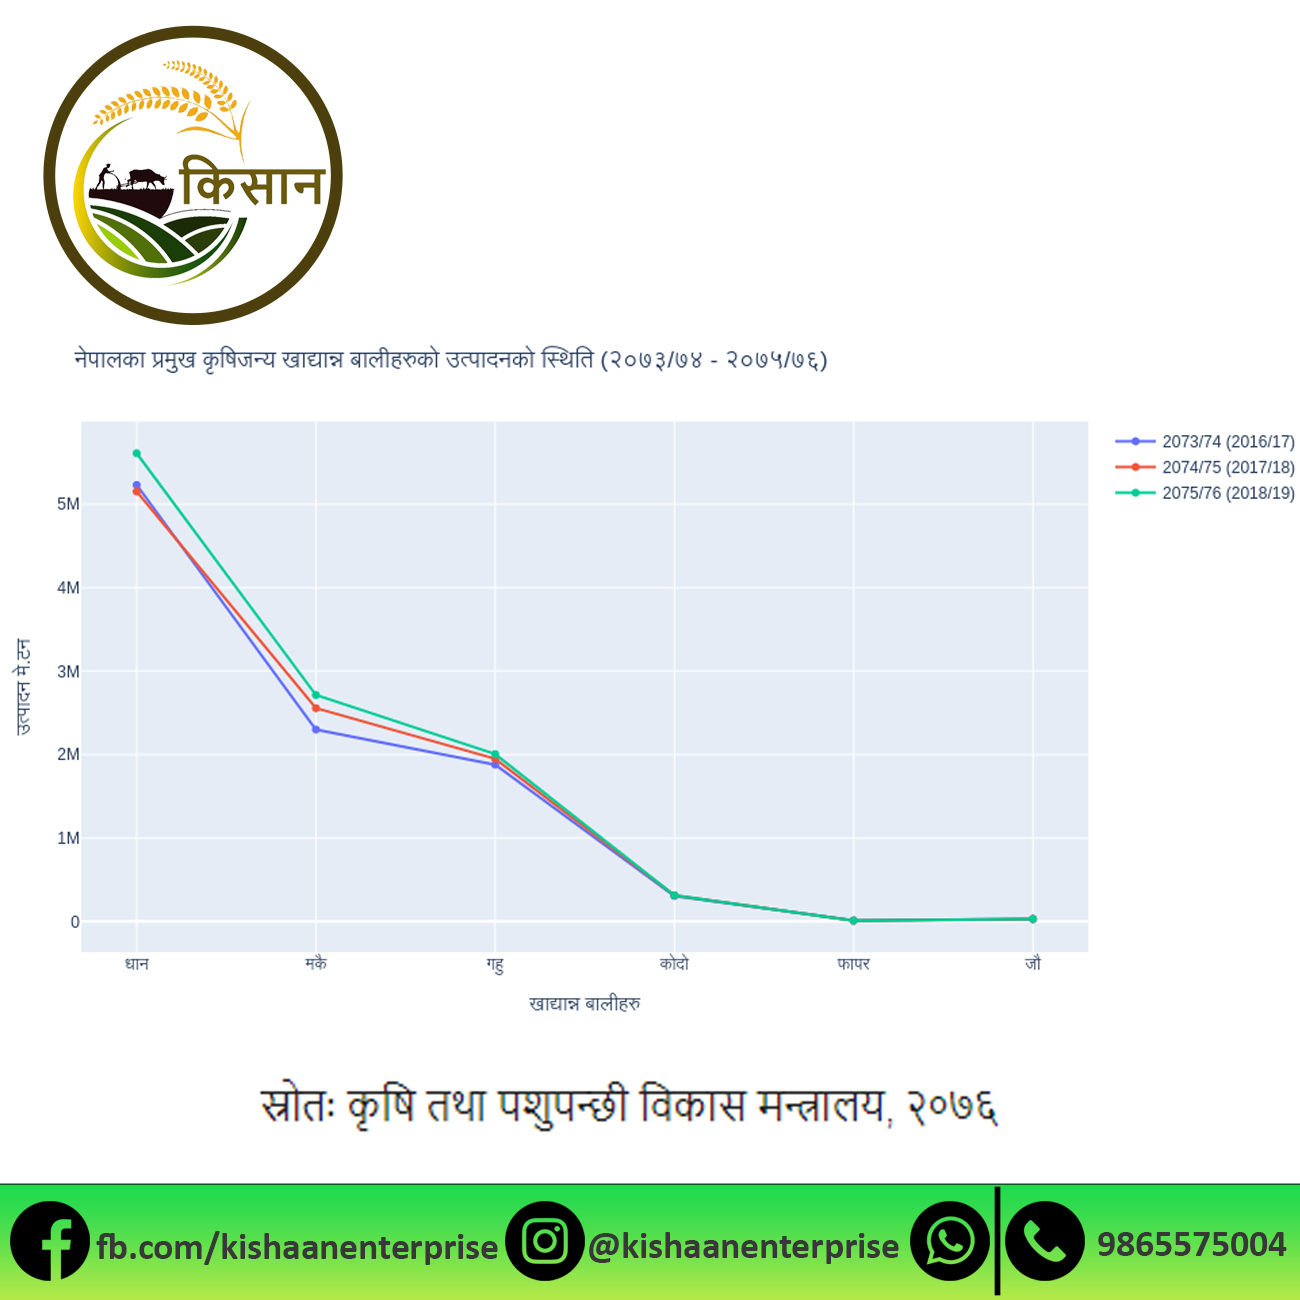 किसान
नेपालका प्रमुख कृषिजन्य खाद्यान्न बालीहरुको उत्पादनको स्थिति (२०७३/७४ - २०७५/७६)
2073/74 (2016/17)
2074/75 (2017/18)
2075/76 (2018/19)
5M
4M
3M
2M
1M
0
उत्पादन मे.टन
धान मकै गहु कोदो फापर जौ
खाद्यान्न बालीहरु
स्रोतः कृषि तथा पशुपन्छी विकास मन्त्रालय, २०७६
fb.com/kishaanenterprise @kishaanenterprise 9865575004